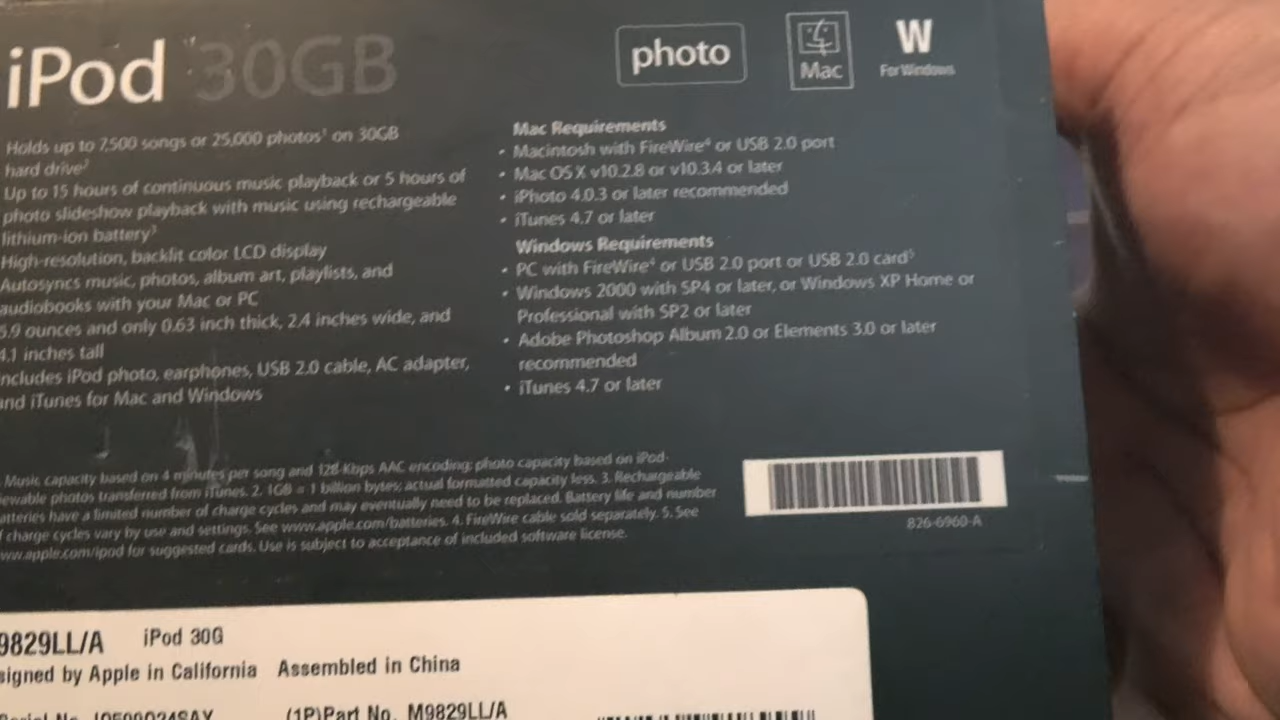 iPod 30GB
photo
Mac
W
For Windows
Holds up to 7,500 songs or 25,000 photos¹ on 30GB
hard drive²
Up to 15 hours of continuous music playback or 5 hours of
photo slideshow playback with music using rechargeable
lithium-ion battery³
High-resolution, backlit color LCD display
Autosyncs music, photos, album art, playlists, and
audiobooks with your Mac or PC
5.9 ounces and only 0.63 inch thick, 2.4 inches wide, and
4.1 inches tall
ncludes iPod photo, earphones, USB 2.0 cable, AC adapter,
nd iTunes for Mac and Windows
Mac Requirements
• Macintosh with FireWire⁴ or USB 2.0 port
• Mac OS X v10.2.8 or v10.3.4 or later
• iPhoto 4.0.3 or later recommended
• iTunes 4.7 or later
Windows Requirements
• PC with FireWire⁴ or USB 2.0 port or USB 2.0 card⁵
• Windows 2000 with SP4 or later, or Windows XP Home or
Professional with SP2 or later
• Adobe Photoshop Album 2.0 or Elements 3.0 or later
recommended
• iTunes 4.7 or later
Music capacity based on 4 minutes per song and 128-Kbps AAC encoding; photo capacity based on iPod-
iewable photos transferred from iTunes. 2. 1GB = 1 billion bytes; actual formatted capacity less. 3. Rechargeable
atteries have a limited number of charge cycles and may eventually need to be replaced. Battery life and number
f charge cycles vary by use and settings. See www.apple.com/batteries. 4. FireWire cable sold separately. 5. See
ww.apple.com/ipod for suggested cards. Use is subject to acceptance of included software license.
826-6960-A
9829LL/A iPod 30G
signed by Apple in California Assembled in China
Serial No. (1P)Part No. M9829LL/A